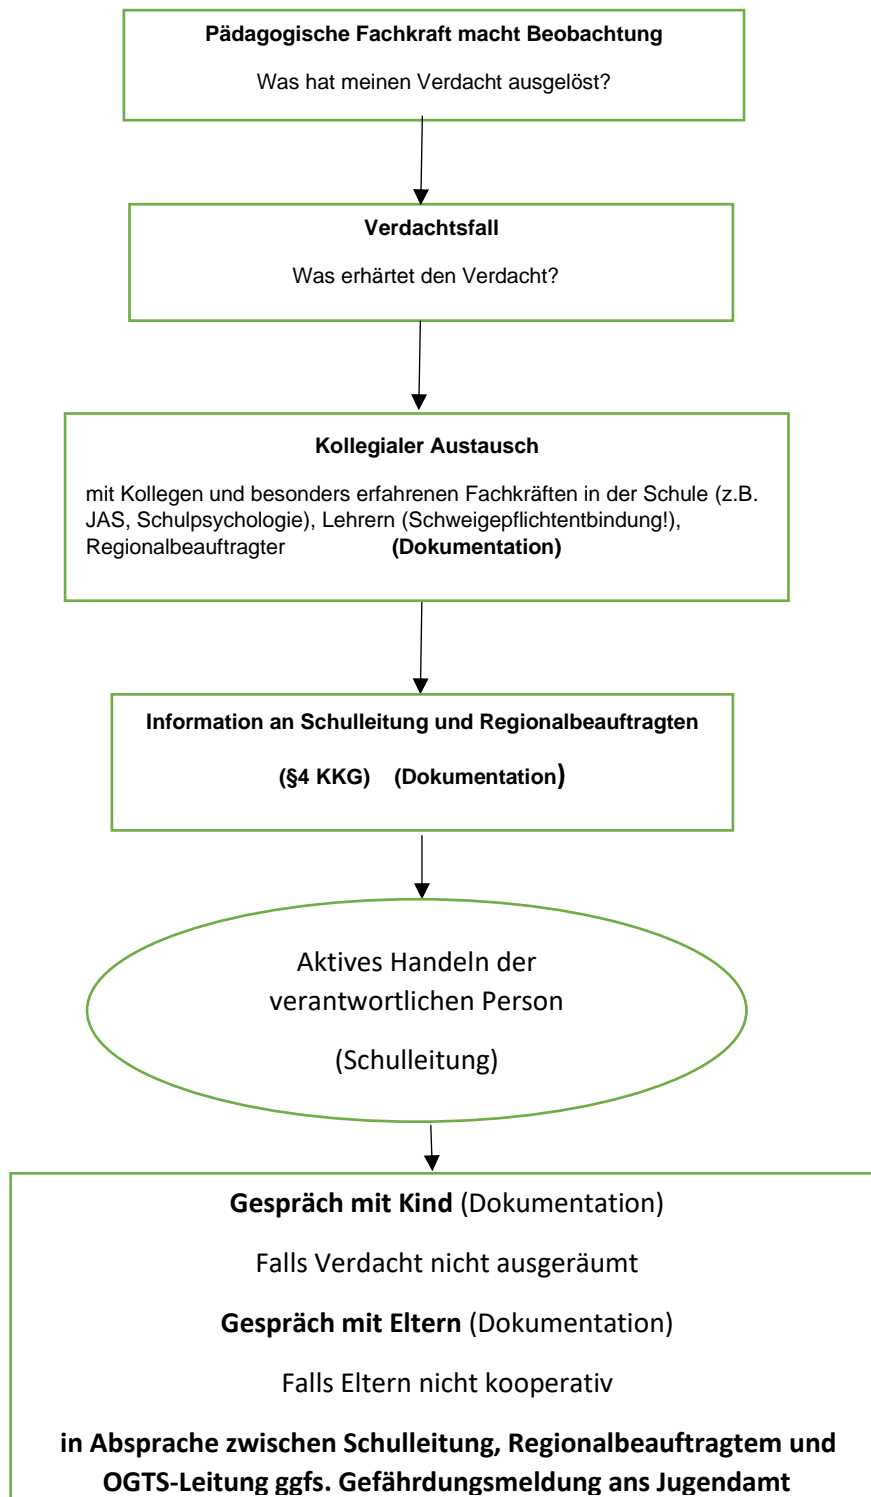 Pädagogische Fachkraft macht Beobachtung
Was hat meinen Verdacht ausgelöst?
Verdachtsfall
Was erhärtet den Verdacht?
Kollegialer Austausch
mit Kollegen und besonders erfahrenen Fachkräften in der Schule (z.B.
JAS, Schulpsychologie), Lehrern (Schweigepflichtentbindung!),
Regionalbeauftragter (Dokumentation)
Information an Schulleitung und Regionalbeauftragten
(§4 KKG) (Dokumentation)
Aktives Handeln der
verantwortlichen Person
(Schulleitung)
Gespräch mit Kind (Dokumentation)
Falls Verdacht nicht ausgeräumt
Gespräch mit Eltern (Dokumentation)
Falls Eltern nicht kooperativ
in Absprache zwischen Schulleitung, Regionalbeauftragtem und
OGTS-Leitung ggfs. Gefährdungsmeldung ans Jugendamt